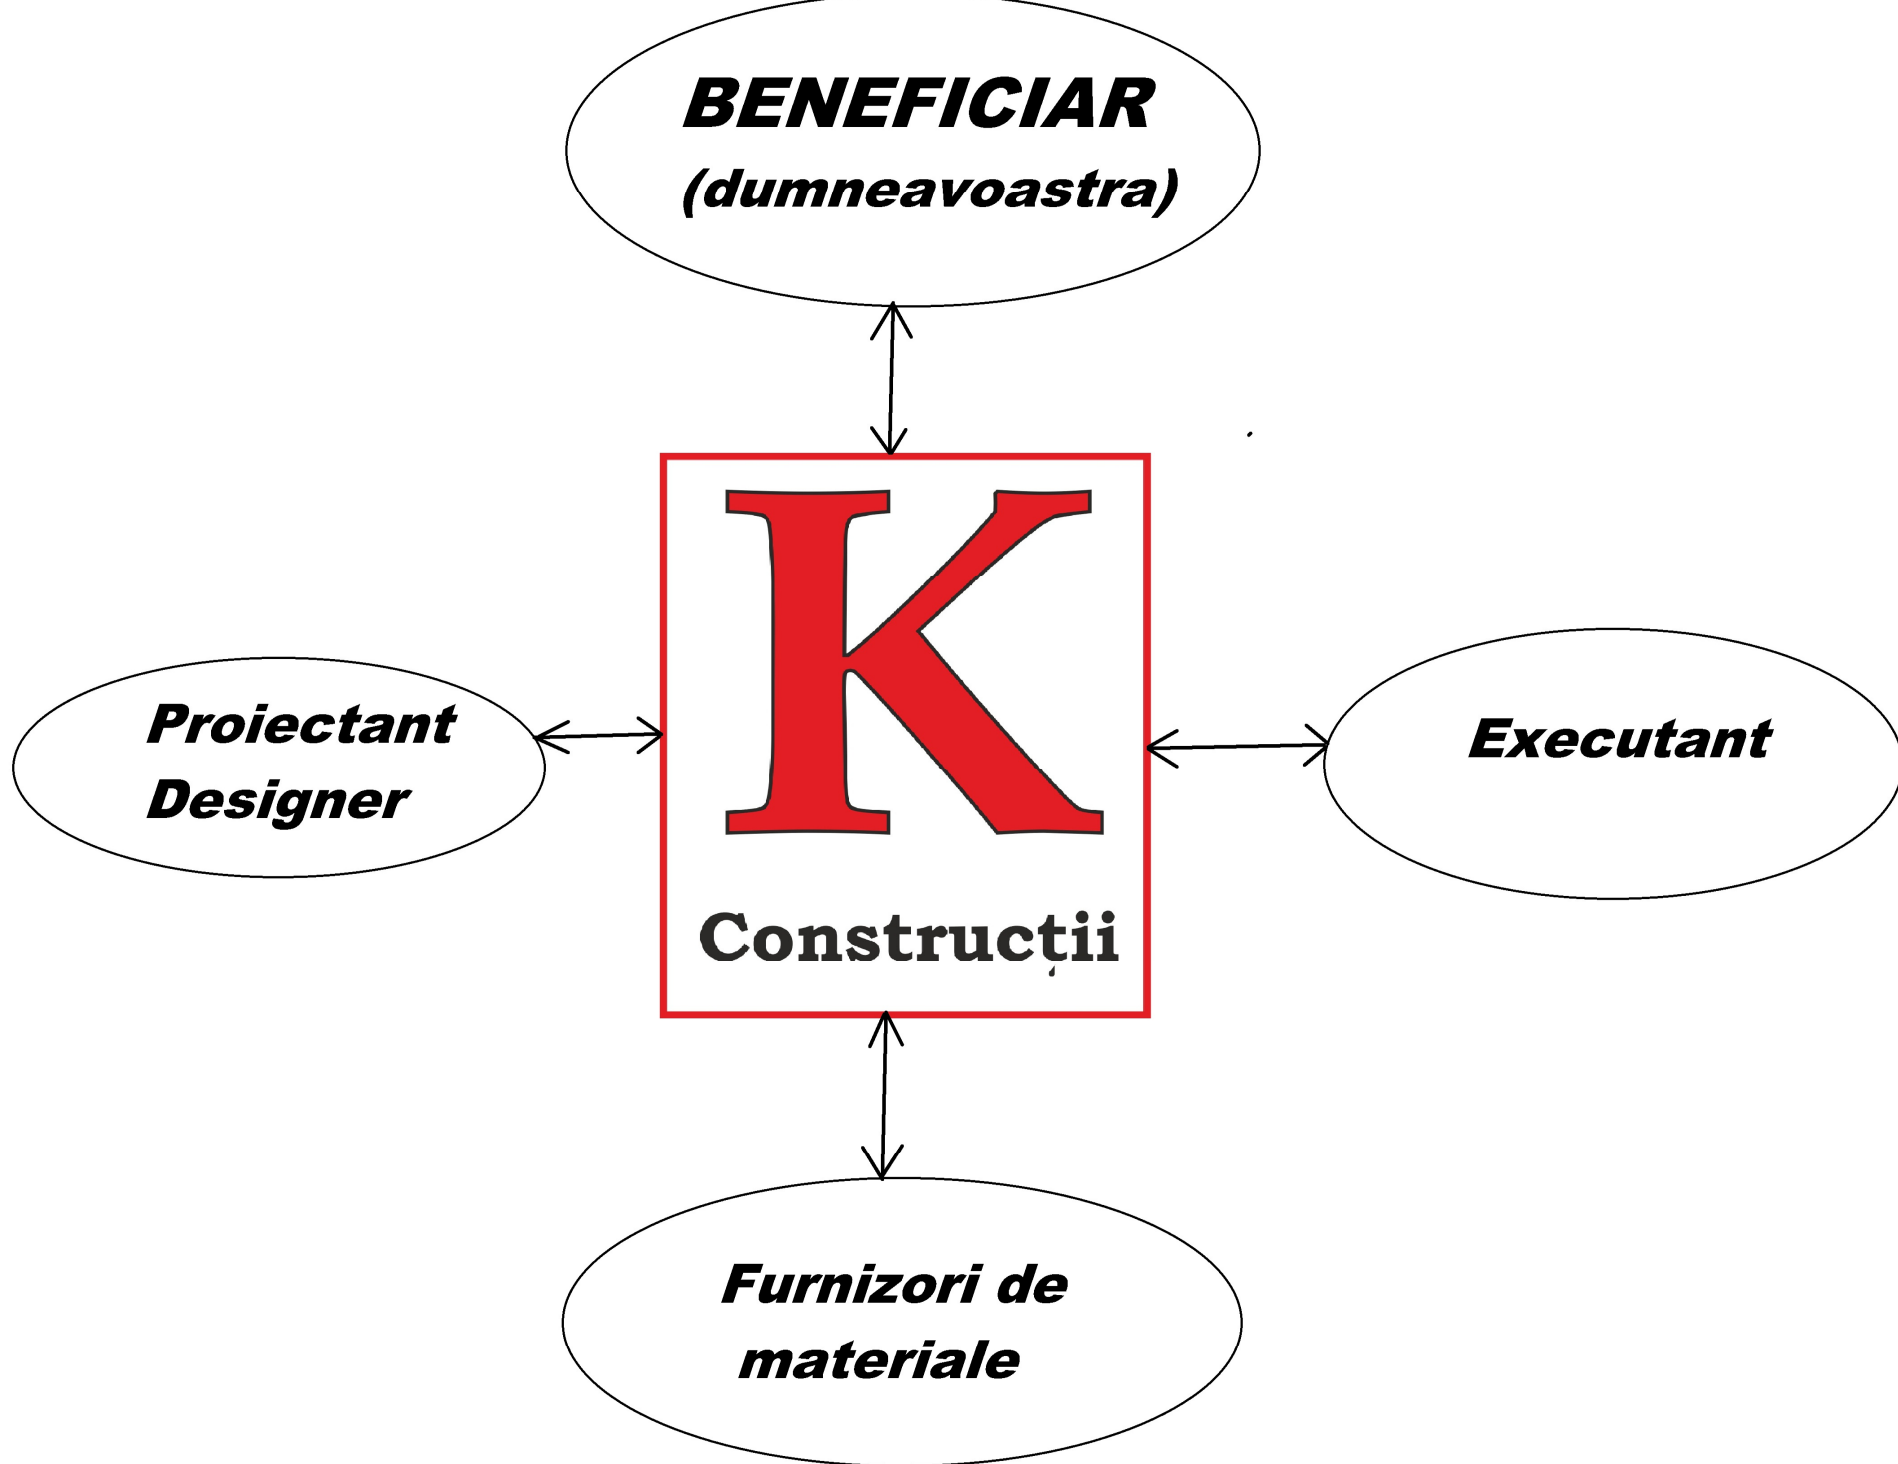 BENEFICIAR
(dumneavoastra)
K
Construcții
Proiectant
Designer
Executant
Furnizori de
materiale